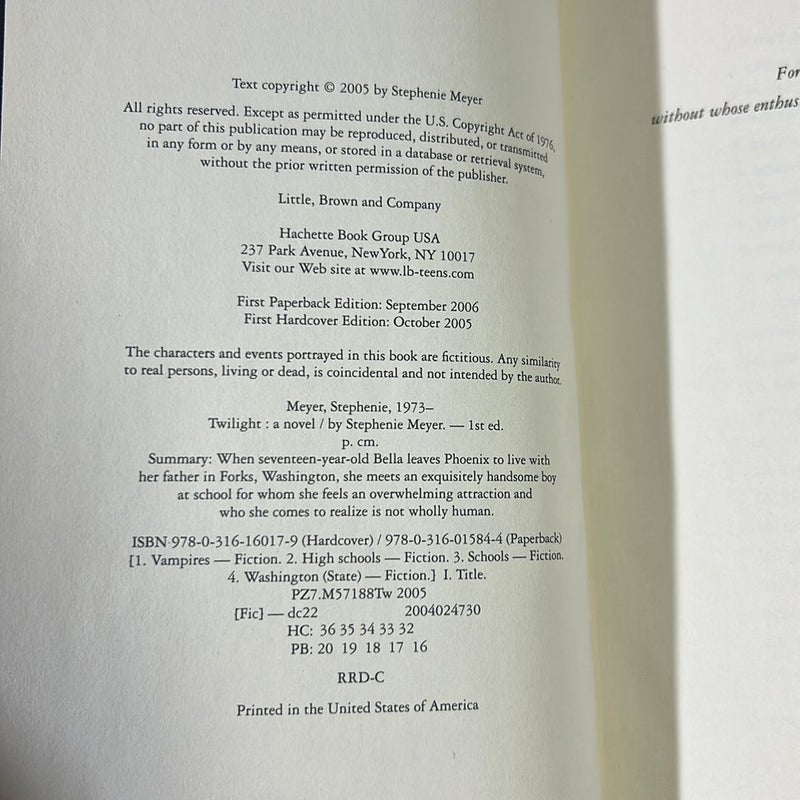 Text copyright © 2005 by Stephenie Meyer
All rights reserved. Except as permitted under the U.S. Copyright Act of 1976,
no part of this publication may be reproduced, distributed, or transmitted
in any form or by any means, or stored in a database or retrieval system,
without the prior written permission of the publisher.
Little, Brown and Company
Hachette Book Group USA
237 Park Avenue, New York, NY 10017
Visit our Web site at www.lb-teens.com
First Paperback Edition: September 2006
First Hardcover Edition: October 2005
The characters and events portrayed in this book are fictitious. Any similarity
to real persons, living or dead, is coincidental and not intended by the author.
Meyer, Stephenie, 1973–
Twilight : a novel / by Stephenie Meyer. — 1st ed.
p. cm.
Summary: When seventeen-year-old Bella leaves Phoenix to live with
her father in Forks, Washington, she meets an exquisitely handsome boy
at school for whom she feels an overwhelming attraction and
who she comes to realize is not wholly human.
ISBN 978-0-316-16017-9 (Hardcover) / 978-0-316-01584-4 (Paperback)
[1. Vampires — Fiction. 2. High schools — Fiction. 3. Schools — Fiction.
4. Washington (State) — Fiction.] I. Title.
PZ7.M57188Tw 2005
[Fic] — dc22 2004024730
HC: 36 35 34 33 32
PB: 20 19 18 17 16
RRD-C
Printed in the United States of America
For
without whose enthus